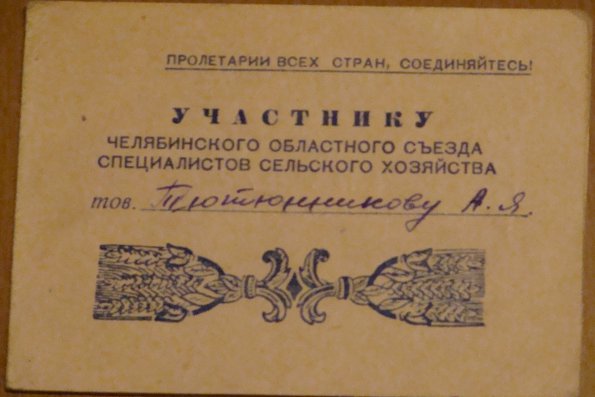 ПРОЛЕТАРИИ ВСЕХ СТРАН, СОЕДИНЯЙТЕСЬ!
УЧАСТНИКУ
ЧЕЛЯБИНСКОГО ОБЛАСТНОГО СЪЕЗДА
СПЕЦИАЛИСТОВ СЕЛЬСКОГО ХОЗЯЙСТВА
тов. Тютюнникову А.Я.